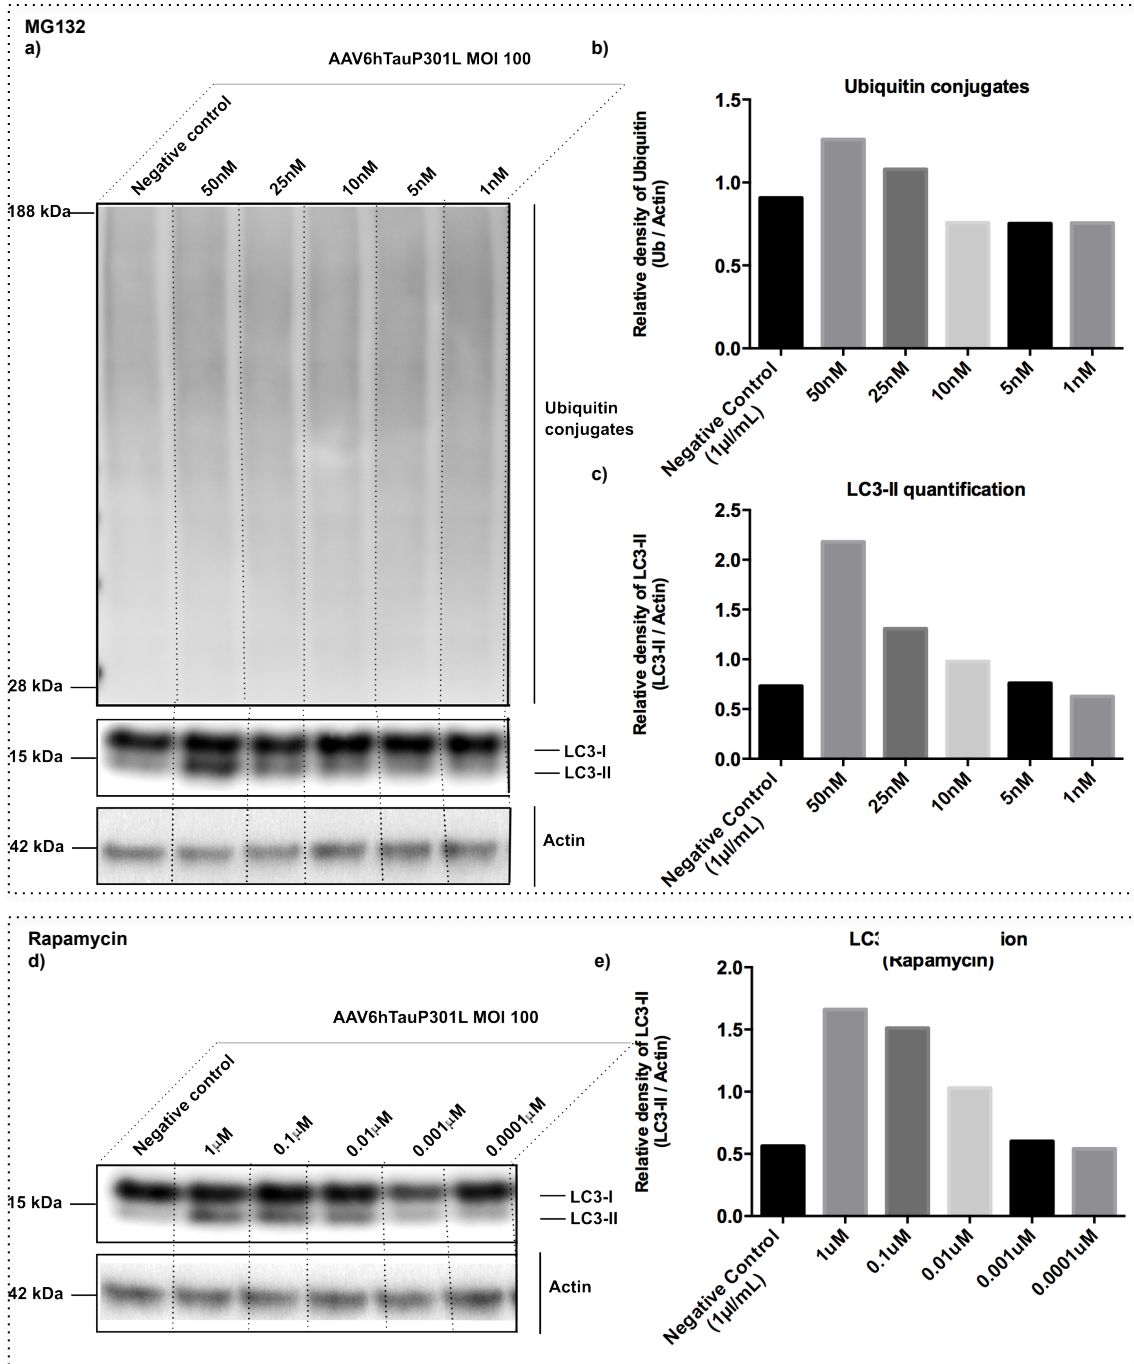 MG132
a)
AAV6hTauP301L MOI 100
Negative control
50nM
25nM
10nM
5nM
1nM
188 kDa
28 kDa
Ubiquitin
conjugates
15 kDa
LC3-I
LC3-II
42 kDa
Actin
b)
Ubiquitin conjugates
Relative density of Ubiquitin
(Ub / Actin)
1.5
1.0
0.5
0.0
Negative Control
(1µl/mL)
50nM
25nM
10nM
5nM
1nM
c)
LC3-II quantification
Relative density of LC3-II
(LC3-II / Actin)
2.5
2.0
1.5
1.0
0.5
0.0
Negative Control
(1µl/mL)
50nM
25nM
10nM
5nM
1nM
Rapamycin
d)
AAV6hTauP301L MOI 100
Negative control
1µM
0.1µM
0.01µM
0.001µM
0.0001µM
15 kDa
LC3-I
LC3-II
42 kDa
Actin
e)
(Rapamycin)
Relative density of LC3-II
(LC3-II / Actin)
2.0
1.5
1.0
0.5
0.0
Negative Control
(1µl/mL)
1uM
0.1uM
0.01uM
0.001uM
0.0001uM